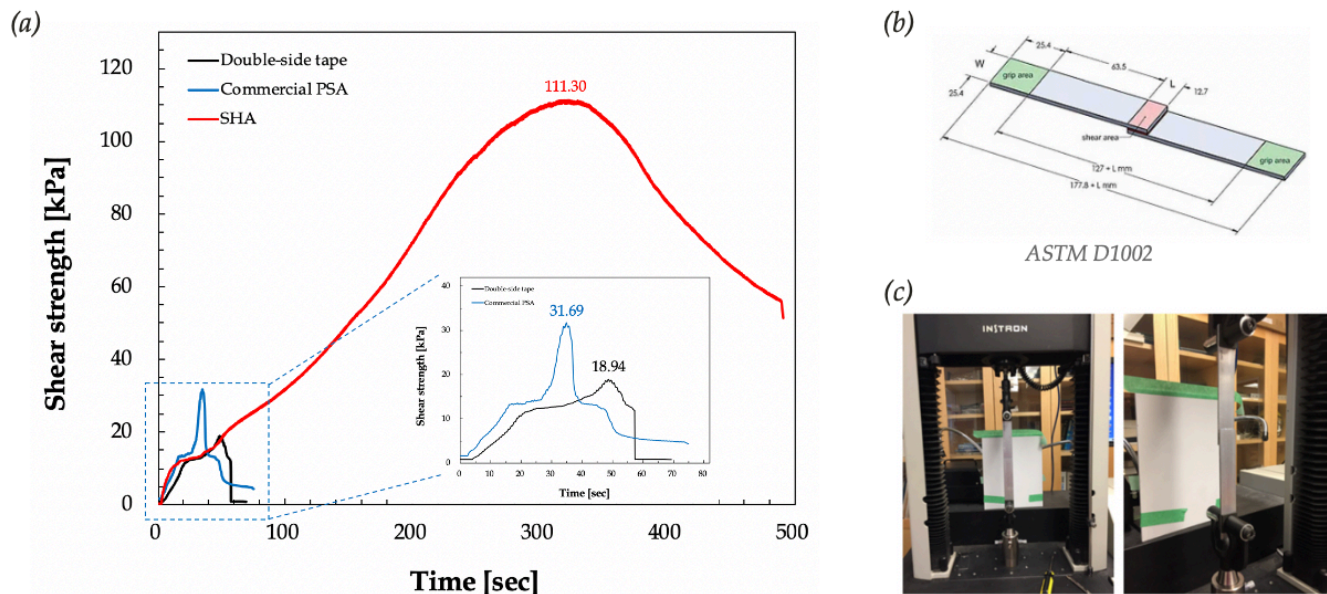 (a)
Double-side tape
Commercial PSA
SHA
111.30
Shear strength [kPa]
120
100
80
60
40
20
0
0
100
200
300
400
500
Time [sec]
Double-side tape
Commercial PSA
31.69
18.94
Shear strength [kPa]
40
30
20
10
0
0
10
20
30
40
50
60
70
80
Time [sec]
(b)
25.4
W
grip area
63.5
L
12.7
25.4
shear area
grip area
127 + L mm
177.8 + L mm
ASTM D1002
(c)
INSTRON